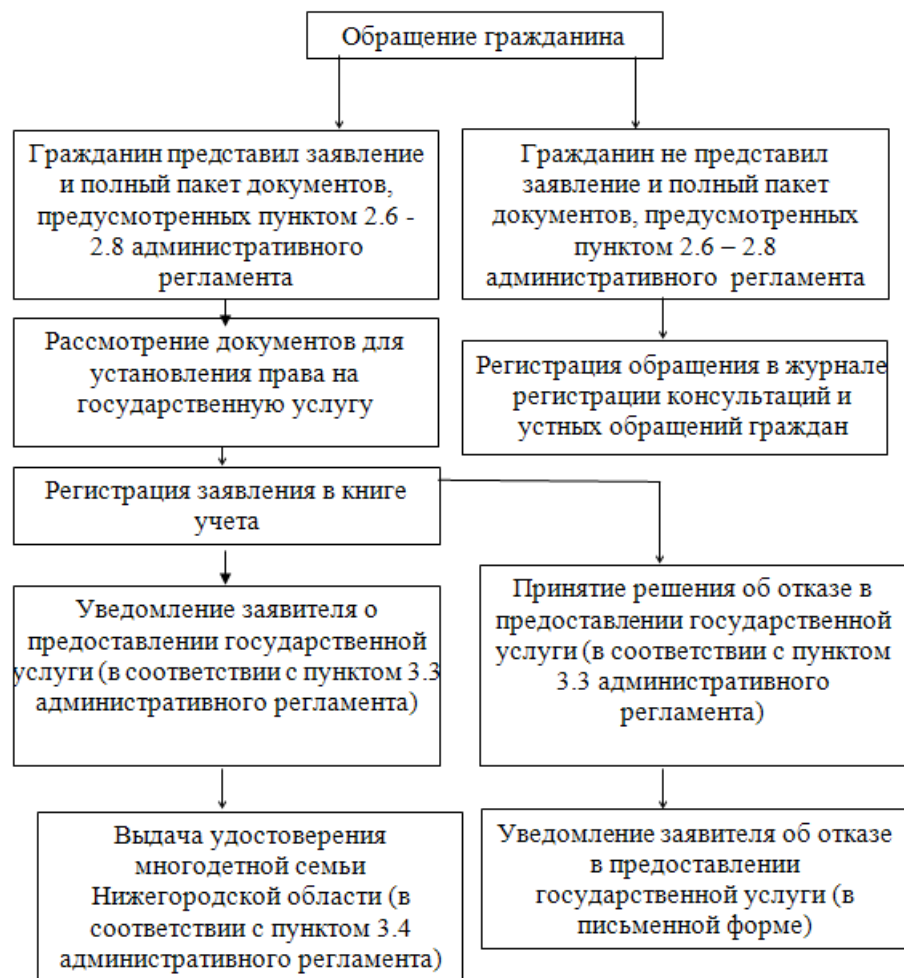 Обращение гражданина
Гражданин представил заявление
и полный пакет документов,
предусмотренных пунктом 2.6 -
2.8 административного
регламента
Гражданин не представил
заявление и полный пакет
документов, предусмотренных
пунктом 2.6 – 2.8
административного регламента
Рассмотрение документов для
установления права на
государственную услугу
Регистрация обращения в журнале
регистрации консультаций и
устных обращений граждан
Регистрация заявления в книге
учета
Уведомление заявителя о
предоставлении государственной
услуги (в соответствии с пунктом 3.3
административного регламента)
Принятие решения об отказе в
предоставлении государственной
услуги (в соответствии с пунктом
3.3 административного
регламента)
Выдача удостоверения
многодетной семьи
Нижегородской области (в
соответствии с пунктом 3.4
административного регламента)
Уведомление заявителя об отказе
в предоставлении
государственной услуги (в
письменной форме)